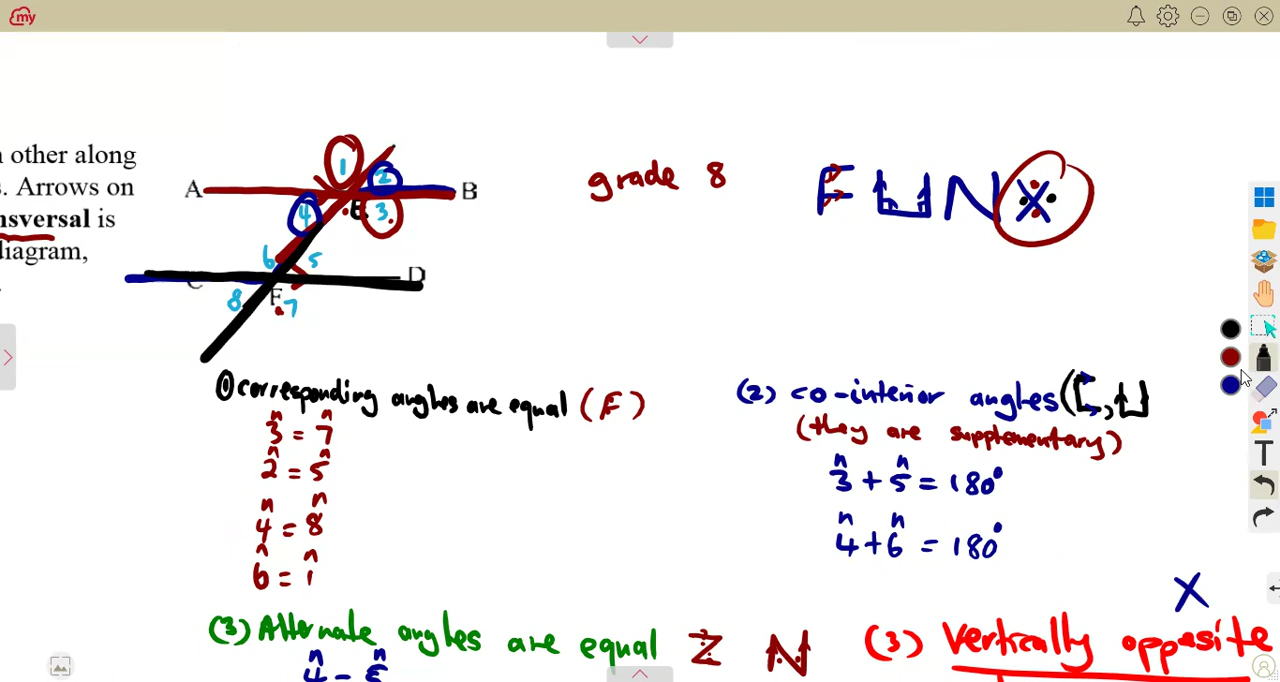 my
n other along
s. Arrows on
nsversal is
diagram,
A
B
1
2
3
4
E
6
5
C
D
8
F
7
grade 8
F N X
① corresponding angles are equal (F)
3̂ = 7̂
2̂ = 5̂
4̂ = 8̂
6̂ = 1̂
(2) co-interior angles
(they are supplementary)
3̂ + 5̂ = 180°
4̂ + 6̂ = 180°
X
(3) Alternate angles are equal Z N
(3) Vertically opposite
T